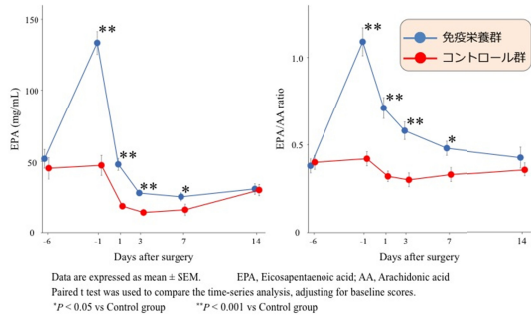 150
**
100
EPA (mg/mL)
**
50
**
*
0
-6 -1 1 3 7 14
Days after surgery
免疫栄養群
コントロール群
**
1.0
**
EPA/AA ratio
**
*
0.5
0
-6 -1 1 3 7 14
Days after surgery
Data are expressed as mean ± SEM. EPA, Eicosapentaenoic acid; AA, Arachidonic acid
Paired t test was used to compare the time-series analysis, adjusting for baseline scores.
*P < 0.05 vs Control group **P < 0.001 vs Control group